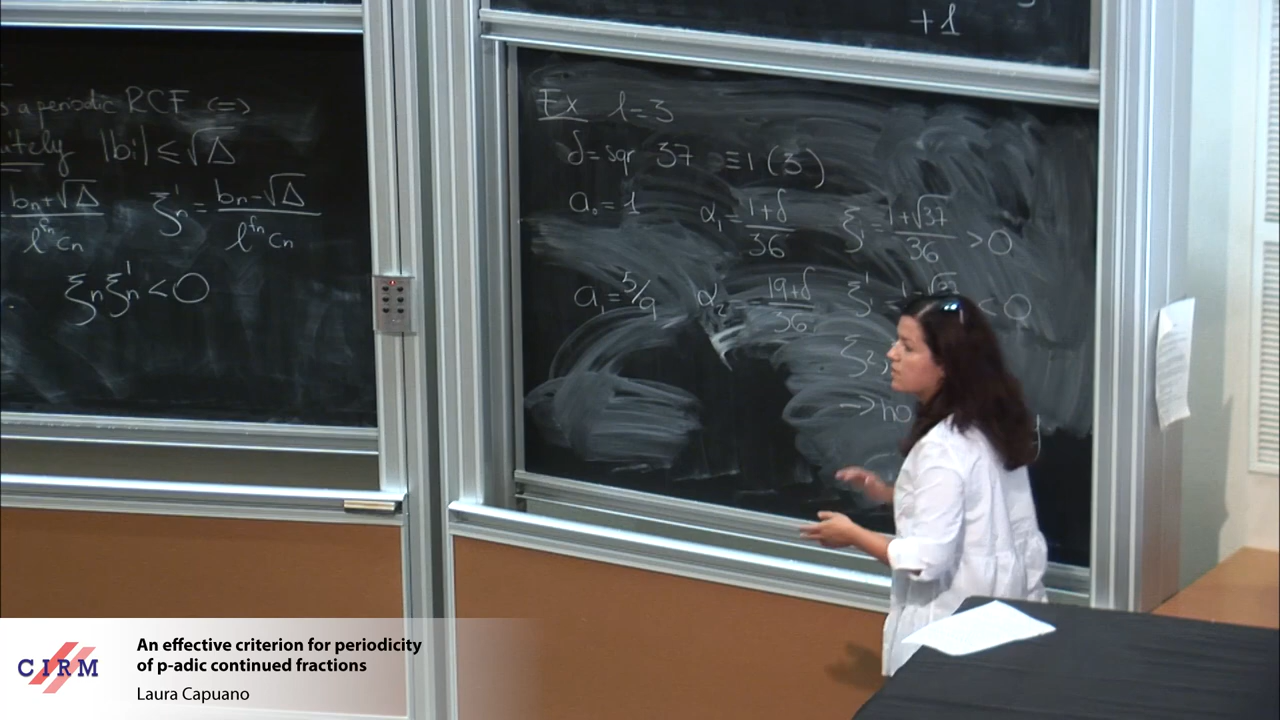 +1
s a periodic RCF <=>
itely |bi| ≤ √Δ
bn+√Δ / l^fn cn ξ'n = bn-√Δ / l^fn cn
ξn ξ'n < 0
Ex l=3
δ = sqr 37 ≡ 1 (3)
a₀ = 1 α₁ = 1+δ / 36 ξ₁ = 1+√37 / 36 > 0
a₁ = 5/9 α₂ 19+δ / 36 ξ'₁ = < 0
ξ₂,
→ no
CIRM
An effective criterion for periodicity
of p-adic continued fractions
Laura Capuano